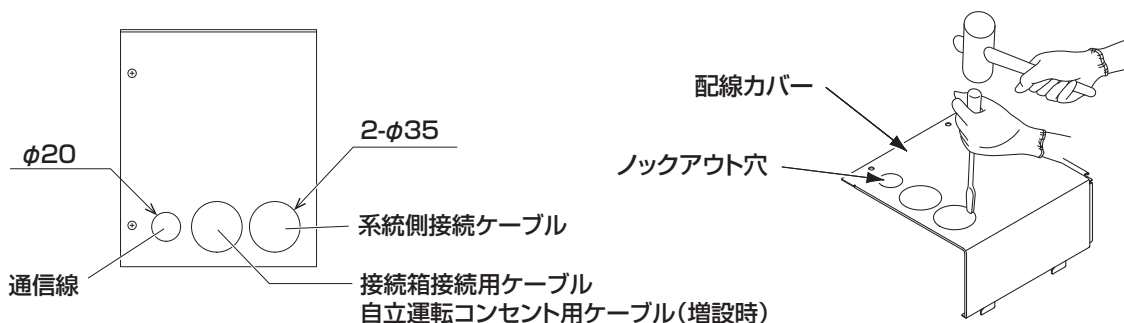 φ20
2-φ35
系統側接続ケーブル
通信線
接続箱接続用ケーブル
自立運転コンセント用ケーブル(増設時)
配線カバー
ノックアウト穴